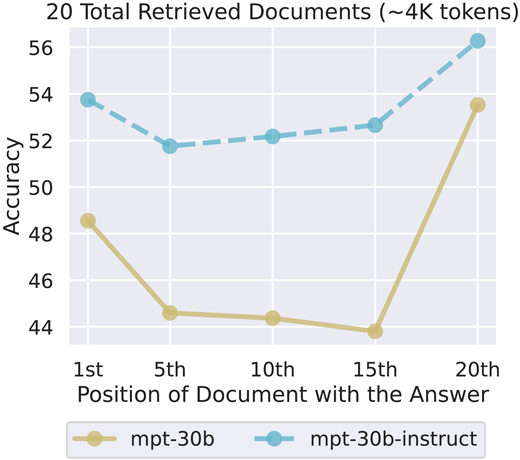 20 Total Retrieved Documents (~4K tokens)
56
54
52
50
48
46
44
Accuracy
1st 5th 10th 15th 20th
Position of Document with the Answer
mpt-30b mpt-30b-instruct